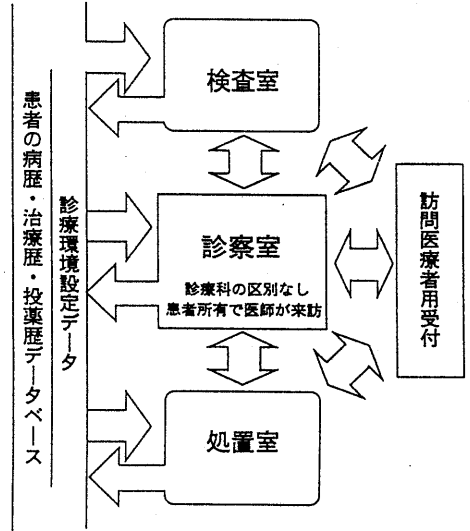 検査室
患者の病歴・治療歴・投薬歴データベース
診療環境設定データ
診察室
診療科の区別なし
患者所有で医師が来訪
訪問医療者用受付
処置室